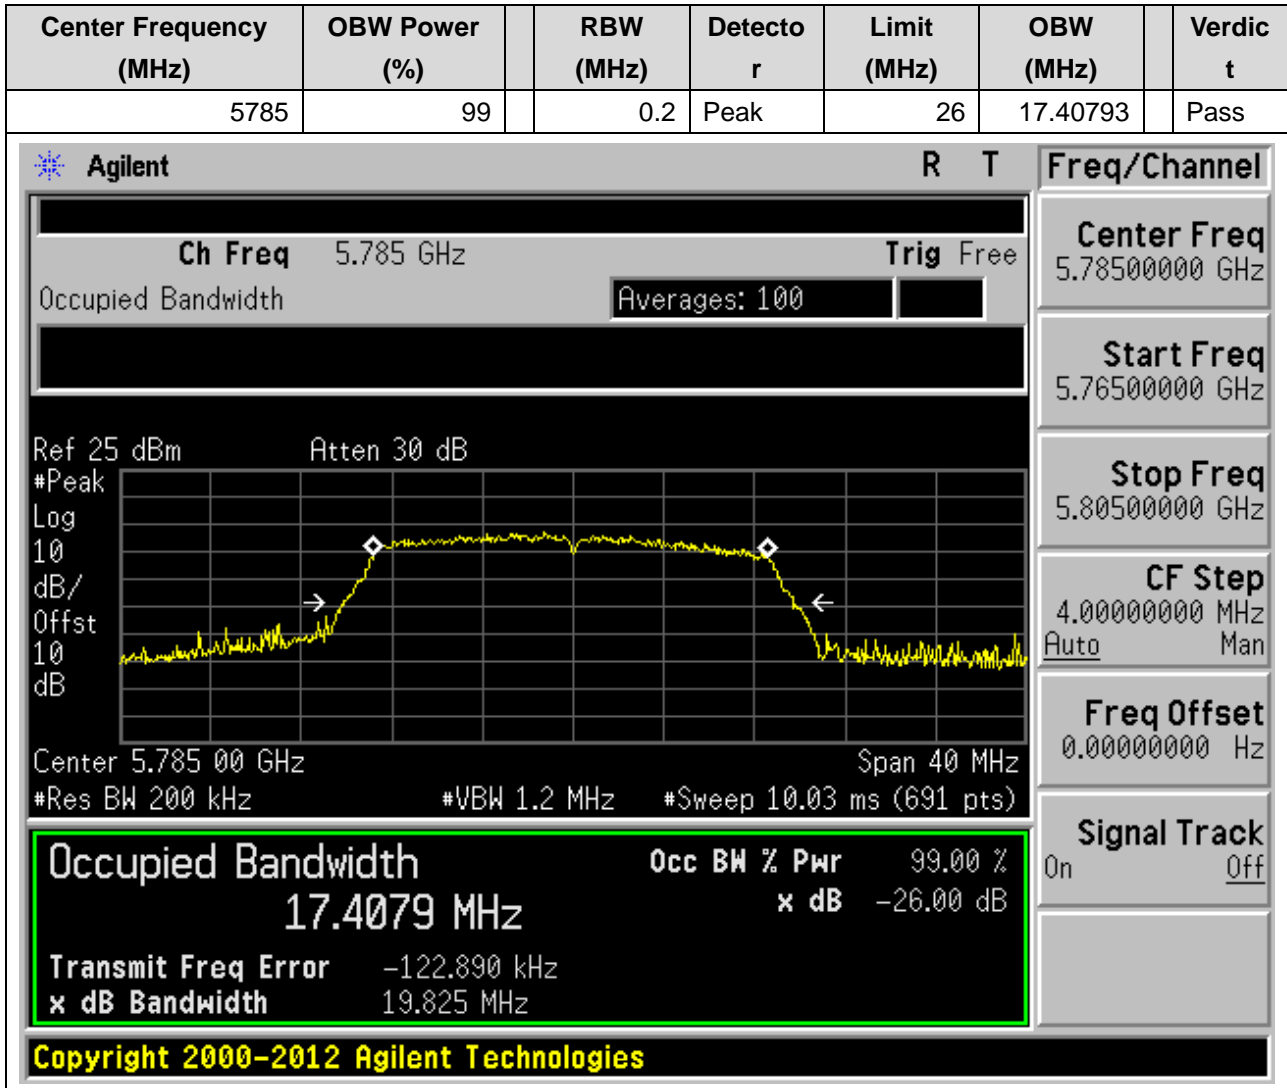 Center Frequency OBW Power RBW Detecto Limit OBW Verdic
(MHz) (%) (MHz) r (MHz) (MHz) t
5785 99 0.2 Peak 26 17.40793 Pass
Agilent R T Freq/Channel
Ch Freq 5.785 GHz Trig Free
Occupied Bandwidth Averages: 100
Center Freq
5.78500000 GHz
Start Freq
5.76500000 GHz
Stop Freq
5.80500000 GHz
CF Step
4.00000000 MHz
Auto Man
Freq Offset
0.00000000 Hz
Signal Track
On Off
Ref 25 dBm Atten 30 dB
#Peak
Log
10
dB/
Offst
10
dB
Center 5.785 00 GHz Span 40 MHz
#Res BW 200 kHz #VBW 1.2 MHz #Sweep 10.03 ms (691 pts)
Occupied Bandwidth Occ BW % Pwr 99.00 %
17.4079 MHz x dB -26.00 dB
Transmit Freq Error -122.890 kHz
x dB Bandwidth 19.825 MHz
Copyright 2000-2012 Agilent Technologies